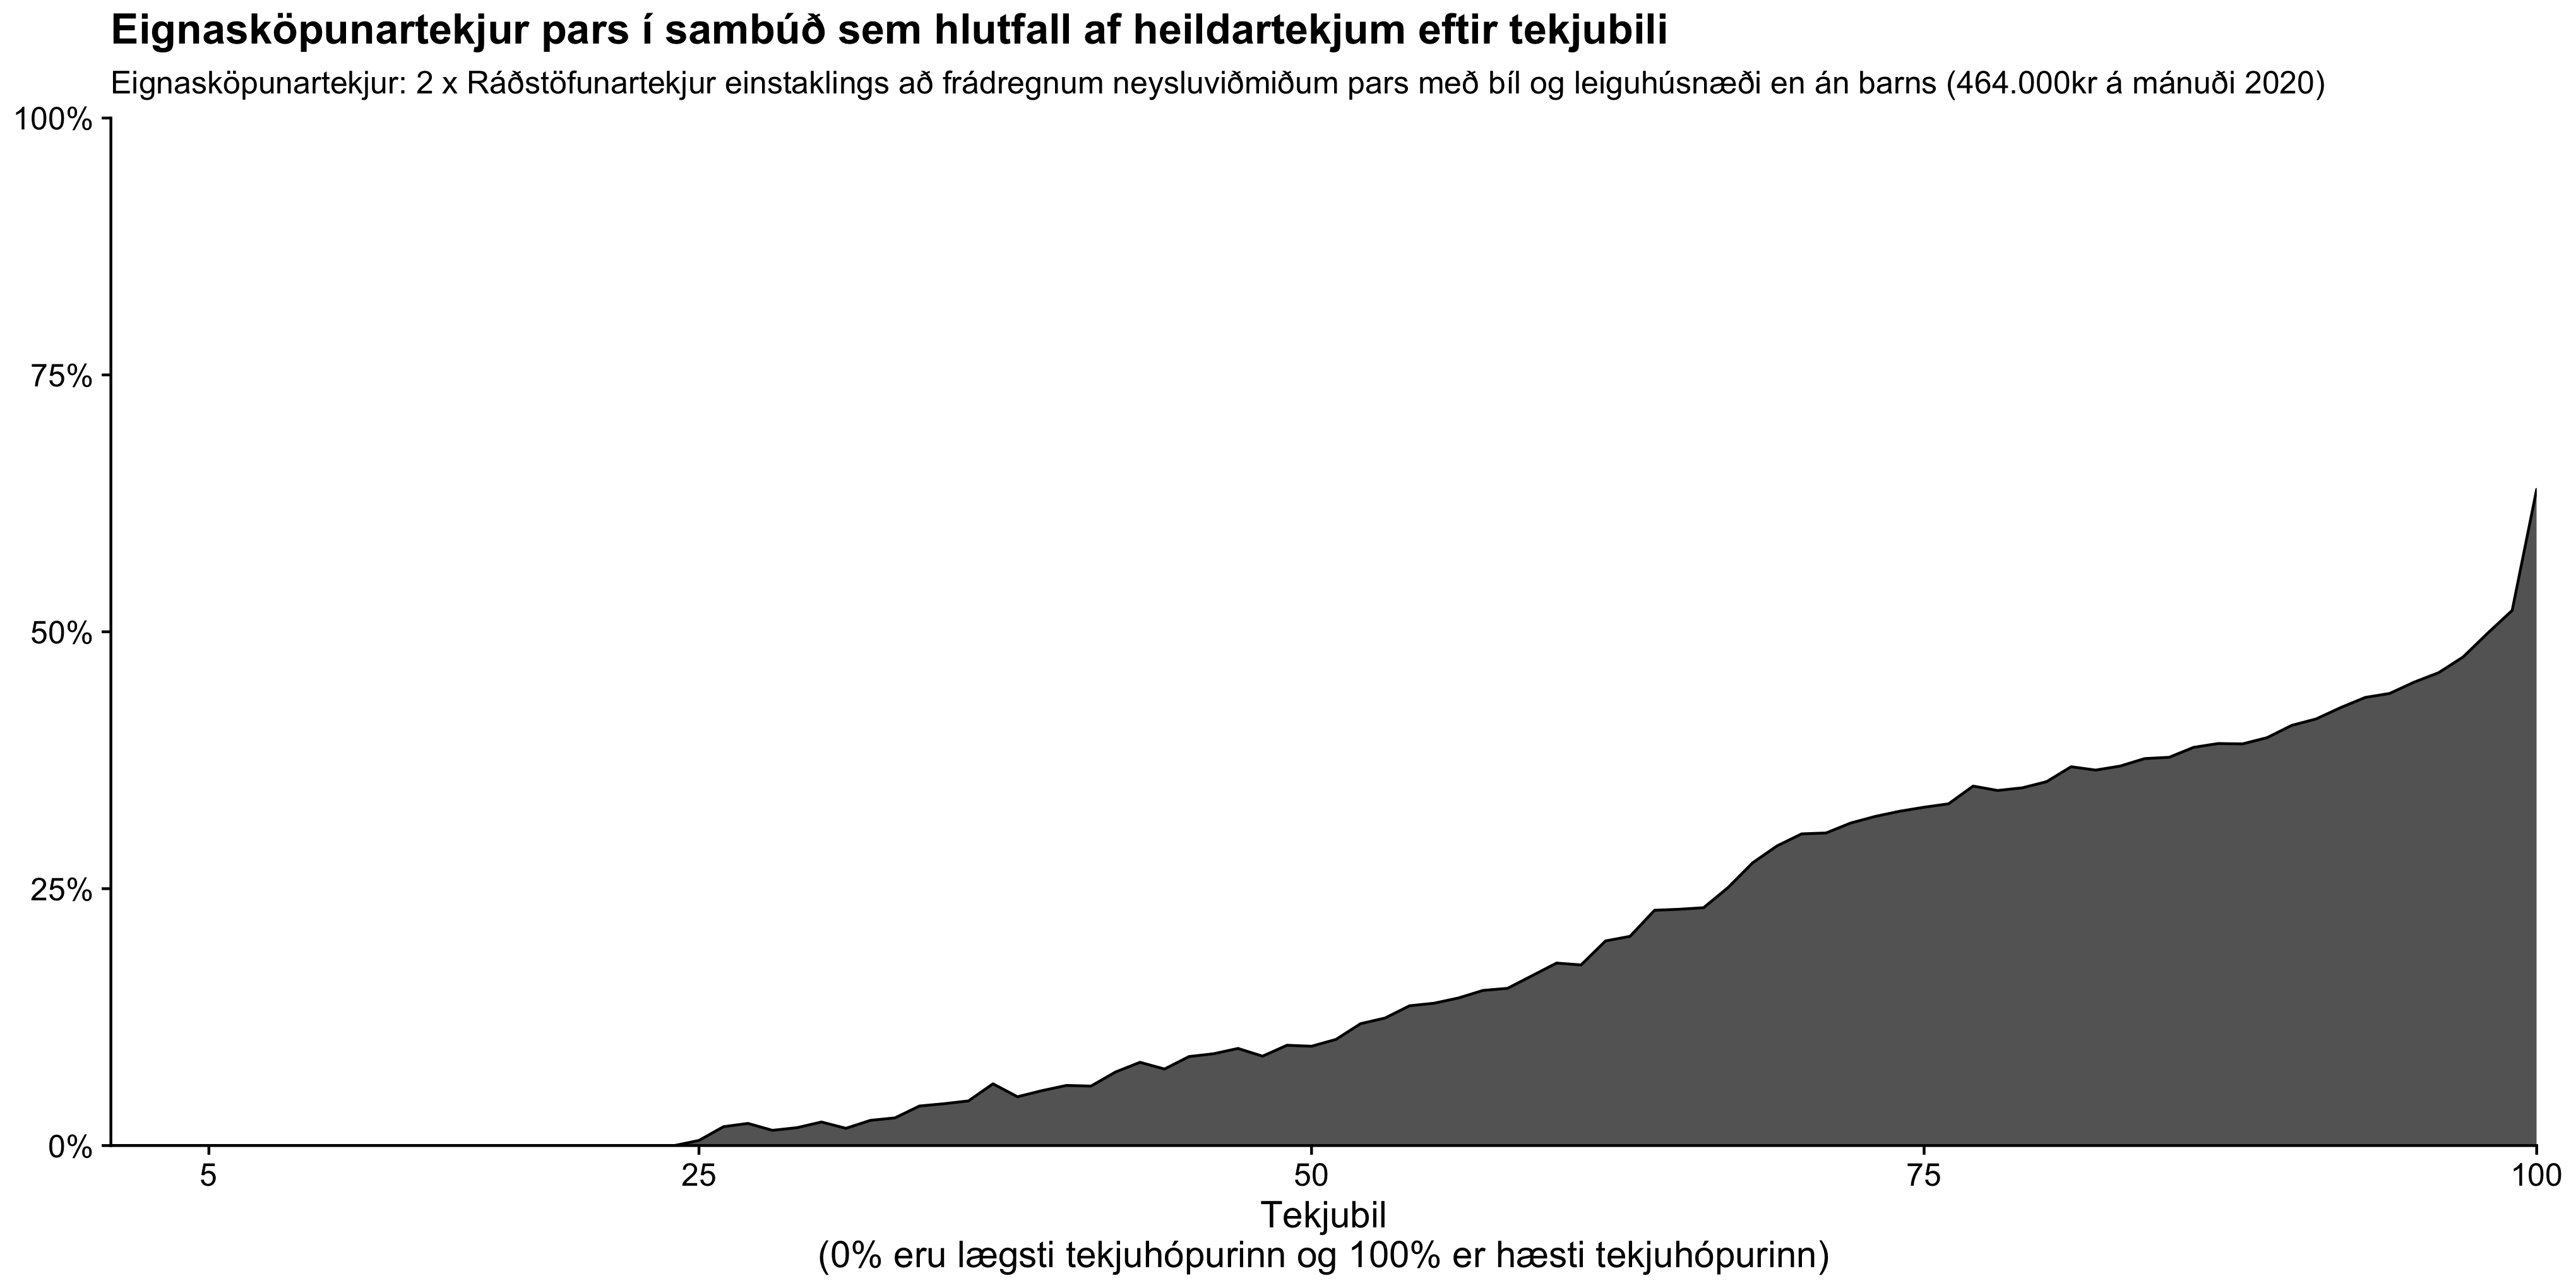 Eignasköpunartekjur pars í sambúð sem hlutfall af heildartekjum eftir tekjubili
Eignasköpunartekjur: 2 x Ráðstöfunartekjur einstaklings að frádregnum neysluviðmiðum pars með bíl og leiguhúsnæði en án barns (464.000kr á mánuði 2020)
100%
75%
50%
25%
0%
5 25 50 75 100
Tekjubil
(0% eru lægsti tekjuhópurinn og 100% er hæsti tekjuhópurinn)